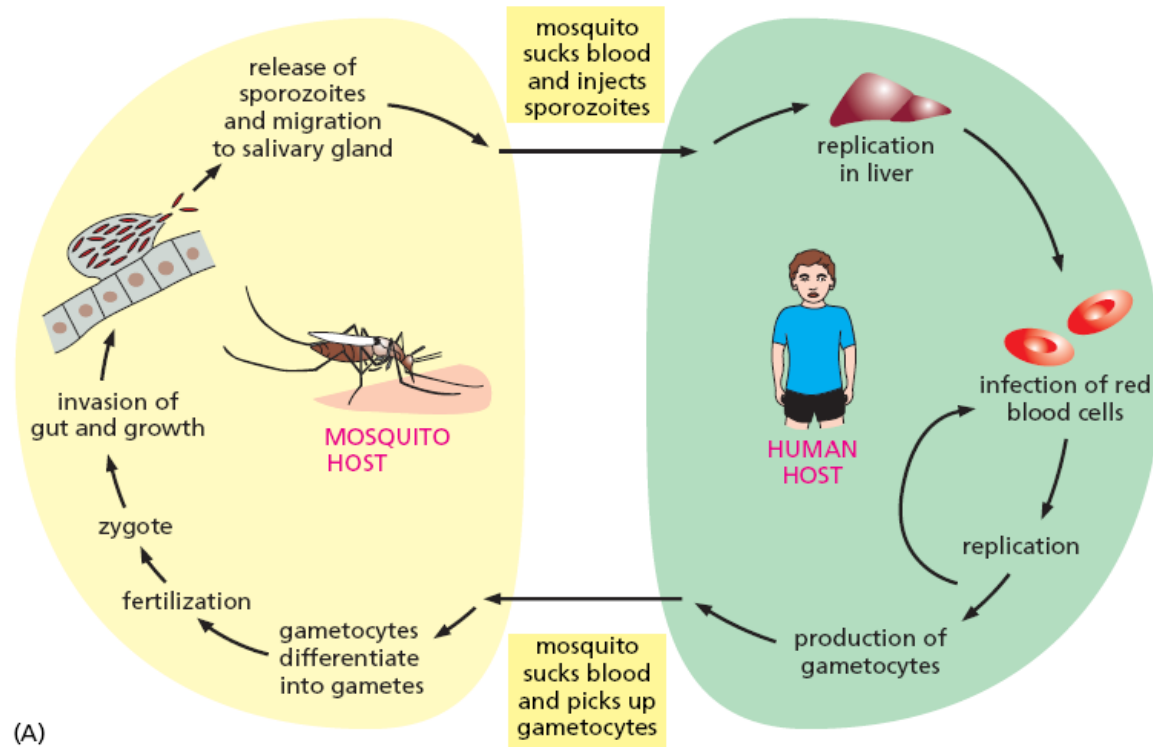 mosquito
sucks blood
and injects
sporozoites
release of
sporozoites
and migration
to salivary gland
replication
in liver
infection of red
blood cells
replication
production of
gametocytes
HUMAN
HOST
mosquito
sucks blood
and picks up
gametocytes
gametocytes
differentiate
into gametes
fertilization
zygote
invasion of
gut and growth
MOSQUITO
HOST
(A)